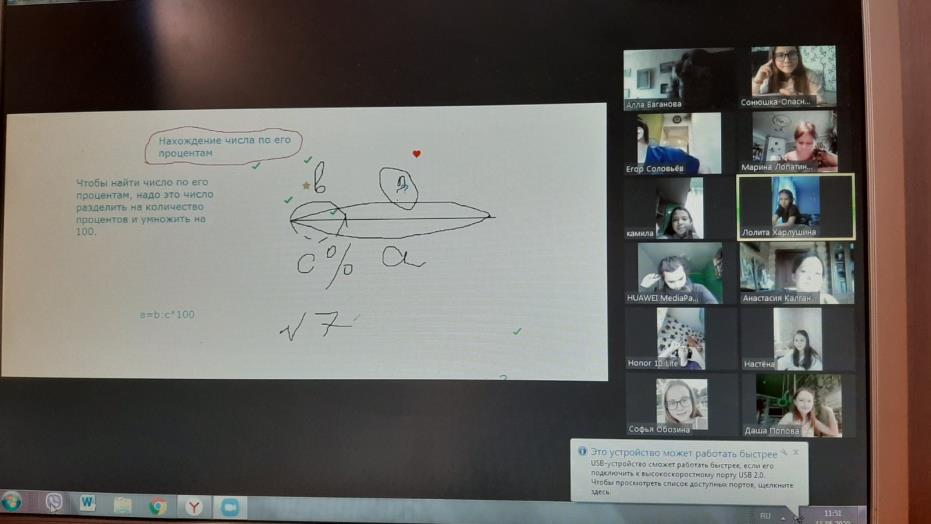 Нахождение числа по его
процентам
Чтобы найти число по его
процентам, надо это число
разделить на количество
процентов и умножить на
100.
a=b:c*100
b
?
c%
a
√7
?
Алла Ваганова
Сонюшка-Опасн...
Егор Соловьёв
Марина Лопатин...
камила
Лолита Харлушина
HUAWEI MediaPa...
Анастасия Калган...
Honor 10 Lite
Настёна
Софья Обозина
Даша Попова
Это устройство может работать быстрее
USB-устройство сможет работать быстрее, если его
подключить к высокоскоростному порту USB 2.0.
Чтобы просмотреть список доступных портов, щелкните
здесь.
RU
11:51